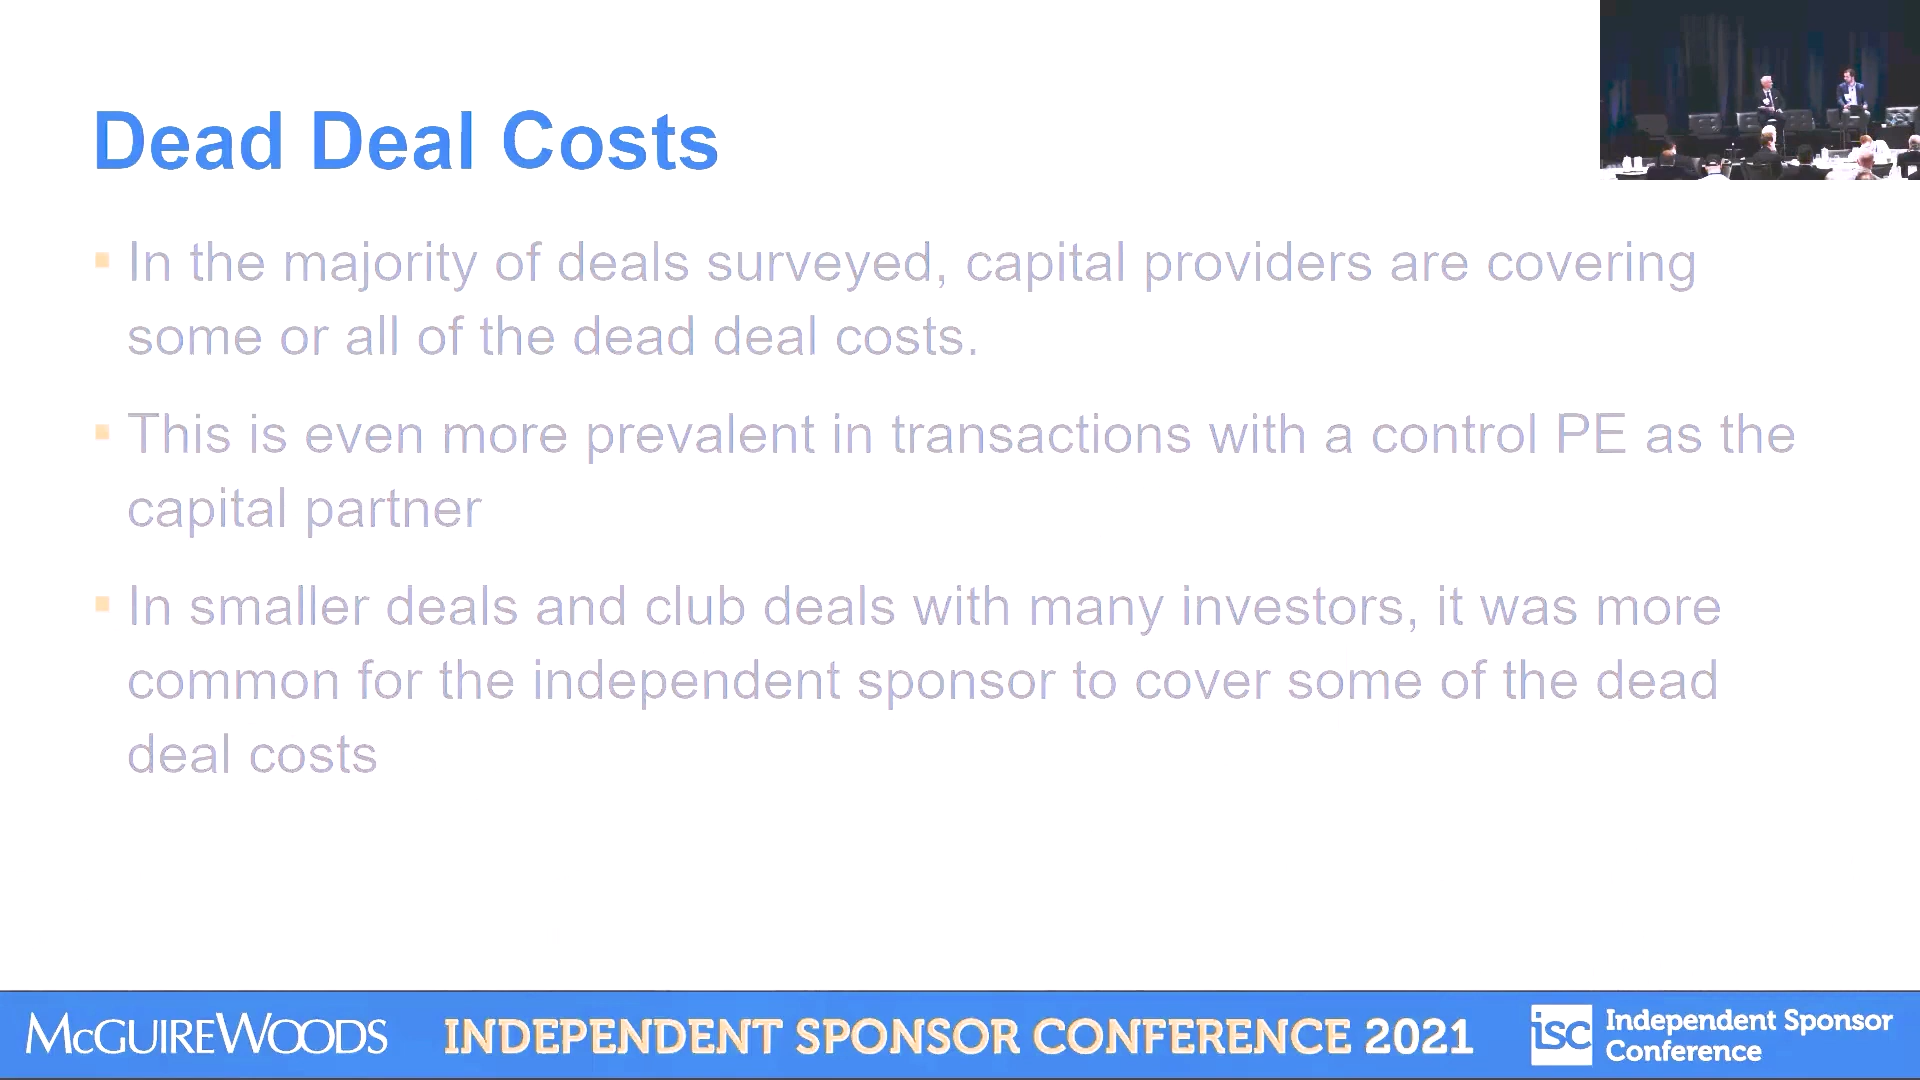 Dead Deal Costs
In the majority of deals surveyed, capital providers are covering
some or all of the dead deal costs.
This is even more prevalent in transactions with a control PE as the
capital partner
In smaller deals and club deals with many investors, it was more
common for the independent sponsor to cover some of the dead
deal costs
McGUIREWOODS
INDEPENDENT SPONSOR CONFERENCE 2021
isc
Independent Sponsor
Conference